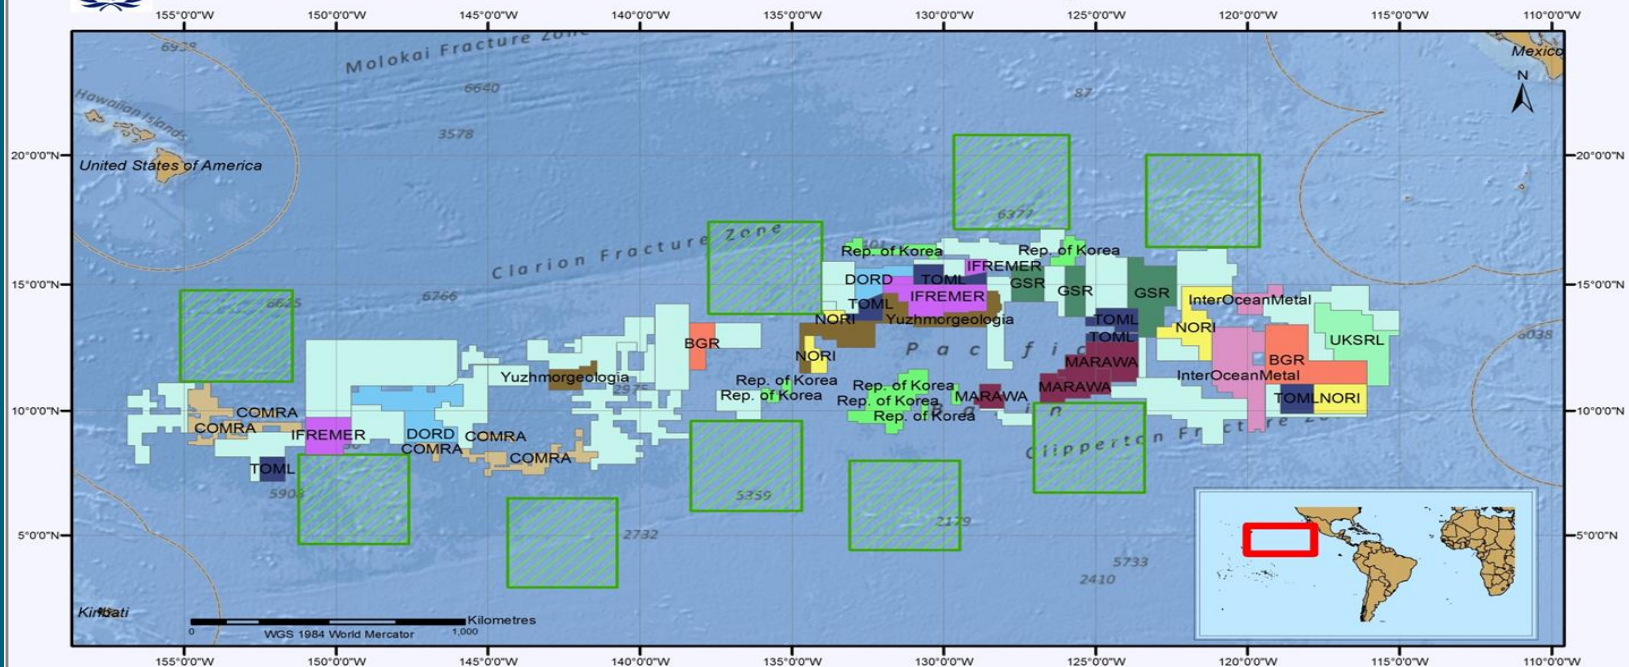 155°0'0"W 150°0'0"W 145°0'0"W 140°0'0"W 135°0'0"W 130°0'0"W 125°0'0"W 120°0'0"W 115°0'0"W 110°0'0"W
6938
Molokai Fracture Zone
Mexico
N
6640
87
Hawaiian Islands
3578
20°0'0"N 20°0'0"N
United States of America
6377
Clarion Fracture Zone
Rep. of Korea Rep. of Korea
IFREMER
DORD TOML GSR GSR GSR
15°0'0"N 15°0'0"N
6625 6766
IFREMER InterOceanMetal
TOML
NORI Yuzhmorgeologia TOML NORI
TOML
6038
BGR UKSRL
Pacific
NORI MARAWA BGR
Yuzhmorgeologia InterOceanMetal
2975
Rep. of Korea Rep. of Korea MARAWA
Rep. of Korea Rep. of Korea MARAWA TOML NORI
10°0'0"N 10°0'0"N
COMRA Rep. of Korea Basin
COMRA IFREMER DORD COMRA
COMRA Clipperton Fracture Zo
COMRA
TOML
5903 5359
2179
2732
5°0'0"N 5°0'0"N
5733
2410
Kiribati
Kilometres
0 1,000
WGS 1984 World Mercator
155°0'0"W 150°0'0"W 145°0'0"W 140°0'0"W 135°0'0"W 130°0'0"W 125°0'0"W 120°0'0"W 115°0'0"W 110°0'0"W